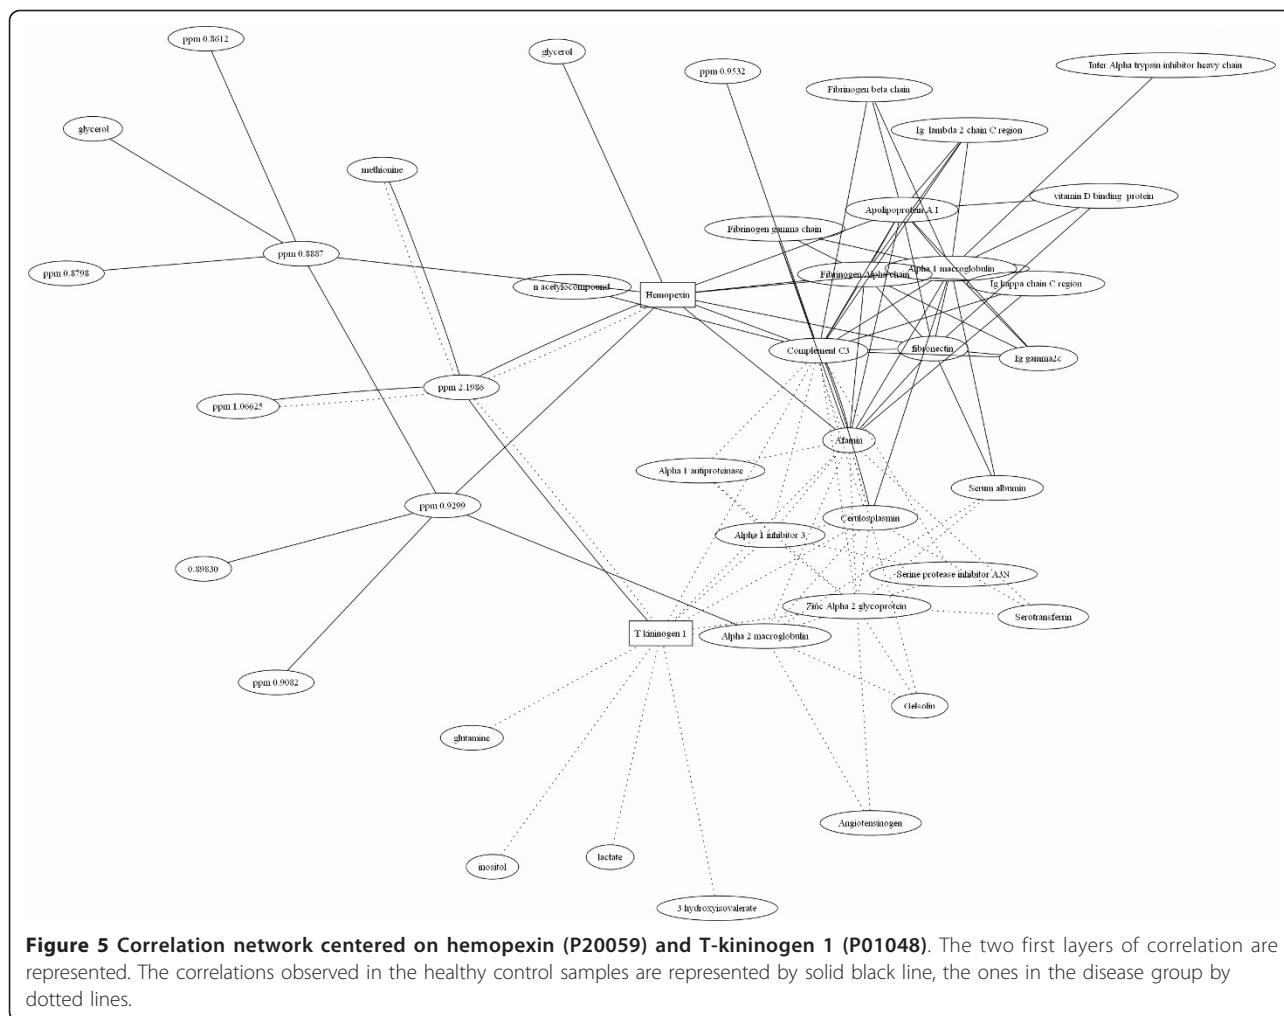 ppm 0.8612
glycerol
Inter Alpha trypsin inhibitor heavy chain
ppm 0.9532
Fibrinogen beta chain
glycerol
Ig lambda 2 chain C region
methionine
vitamin D binding protein
Apolipoprotein A I
Fibrinogen gamma chain
ppm 0.8887
ppm 0.8798
Fibrinogen Alpha chain
Alpha 1 macroglobulin
n acetylocompound
Ig kappa chain C region
Hemopexin
Complement C3
fibronectin
Ig gamma2c
ppm 2.1986
ppm 1.06625
Afamin
Alpha 1 antiproteinase
Serum albumin
ppm 0.9299
Cerulosplasmin
Alpha 1 inhibitor 3
0.89830
Serine protease inhibitor A3N
Zinc Alpha 2 glycoprotein
Serotransferrin
T kininogen 1
Alpha 2 macroglobulin
ppm 0.9082
Gelsolin
glutamine
Angiotensinogen
lactate
inositol
3 hydroxyisovalerate
Figure 5 Correlation network centered on hemopexin (P20059) and T-kininogen 1 (P01048). The two first layers of correlation are
represented. The correlations observed in the healthy control samples are represented by solid black line, the ones in the disease group by
dotted lines.